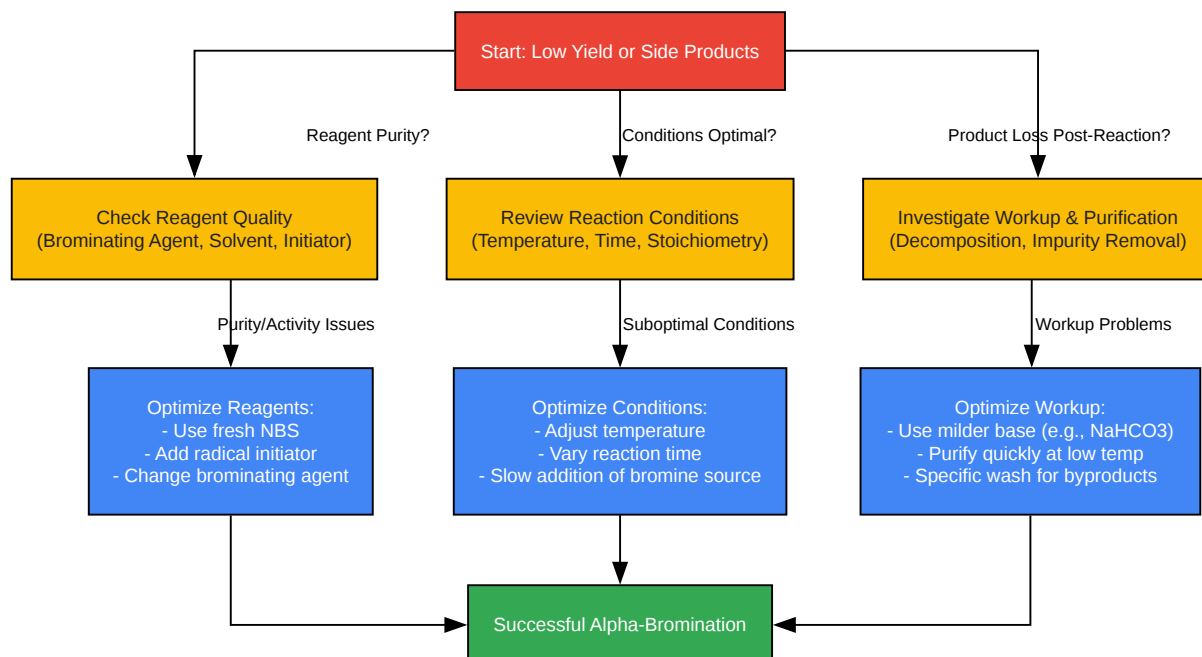 Start: Low Yield or Side Products
Reagent Purity?
Conditions Optimal?
Product Loss Post-Reaction?
Check Reagent Quality
(Brominating Agent, Solvent, Initiator)
Review Reaction Conditions
(Temperature, Time, Stoichiometry)
Investigate Workup & Purification
(Decomposition, Impurity Removal)
Purity/Activity Issues
Suboptimal Conditions
Workup Problems
Optimize Reagents:
- Use fresh NBS
- Add radical initiator
- Change brominating agent
Optimize Conditions:
- Adjust temperature
- Vary reaction time
- Slow addition of bromine source
Optimize Workup:
- Use milder base (e.g., NaHCO3)
- Purify quickly at low temp
- Specific wash for byproducts
Successful Alpha-Bromination